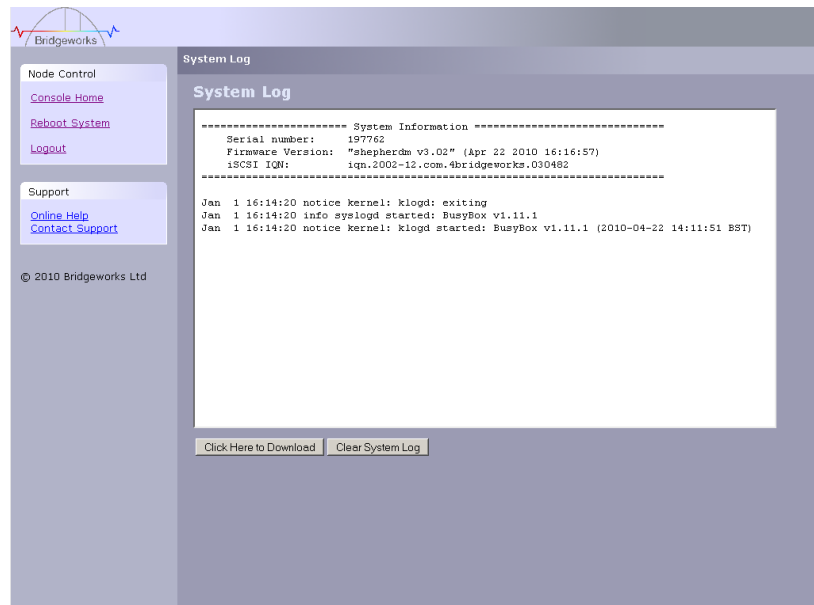 Bridgeworks
System Log
Node Control
Console Home
Reboot System
Logout
Support
Online Help
Contact Support
© 2010 Bridgeworks Ltd
System Log
======================= System Information ==============================
Serial number: 197762
Firmware Version: "shepherdm v3.02" (Apr 22 2010 16:16:57)
iSCSI IQN: iqn.2002-12.com.4bridgeworks.030482
=========================================================================
Jan 1 16:14:20 notice kernel: klogd: exiting
Jan 1 16:14:20 info syslogd started: BusyBox v1.11.1
Jan 1 16:14:20 notice kernel: klogd started: BusyBox v1.11.1 (2010-04-22 14:11:51 BST)
Click Here to Download
Clear System Log